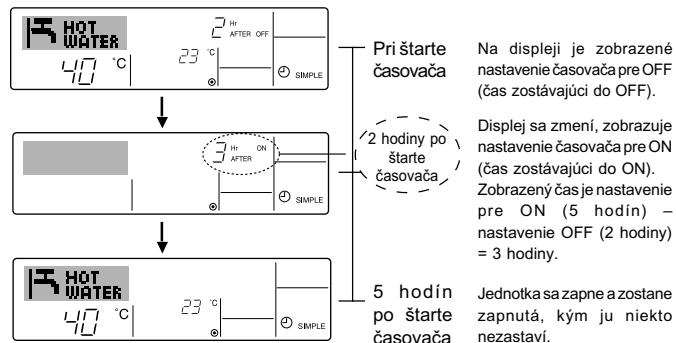 HOT
WATER
40 °C
2 Hr
AFTER OFF
23 °C
SIMPLE
Pri štarte
časovača
Na displeji je zobrazené
nastavenie časovača pre OFF
(čas zostávajúci do OFF).
3 Hr ON
AFTER
SIMPLE
2 hodiny po
štarte
časovača
Displej sa zmení, zobrazuje
nastavenie časovača pre ON
(čas zostávajúci do ON).
Zobrazený čas je nastavenie
pre ON (5 hodín) –
nastavenie OFF (2 hodiny)
= 3 hodiny.
HOT
WATER
40 °C
23 °C
SIMPLE
5 hodín
po štarte
časovača
Jednotka sa zapne a zostane
zapnutá, kým ju niekto
nezastaví.